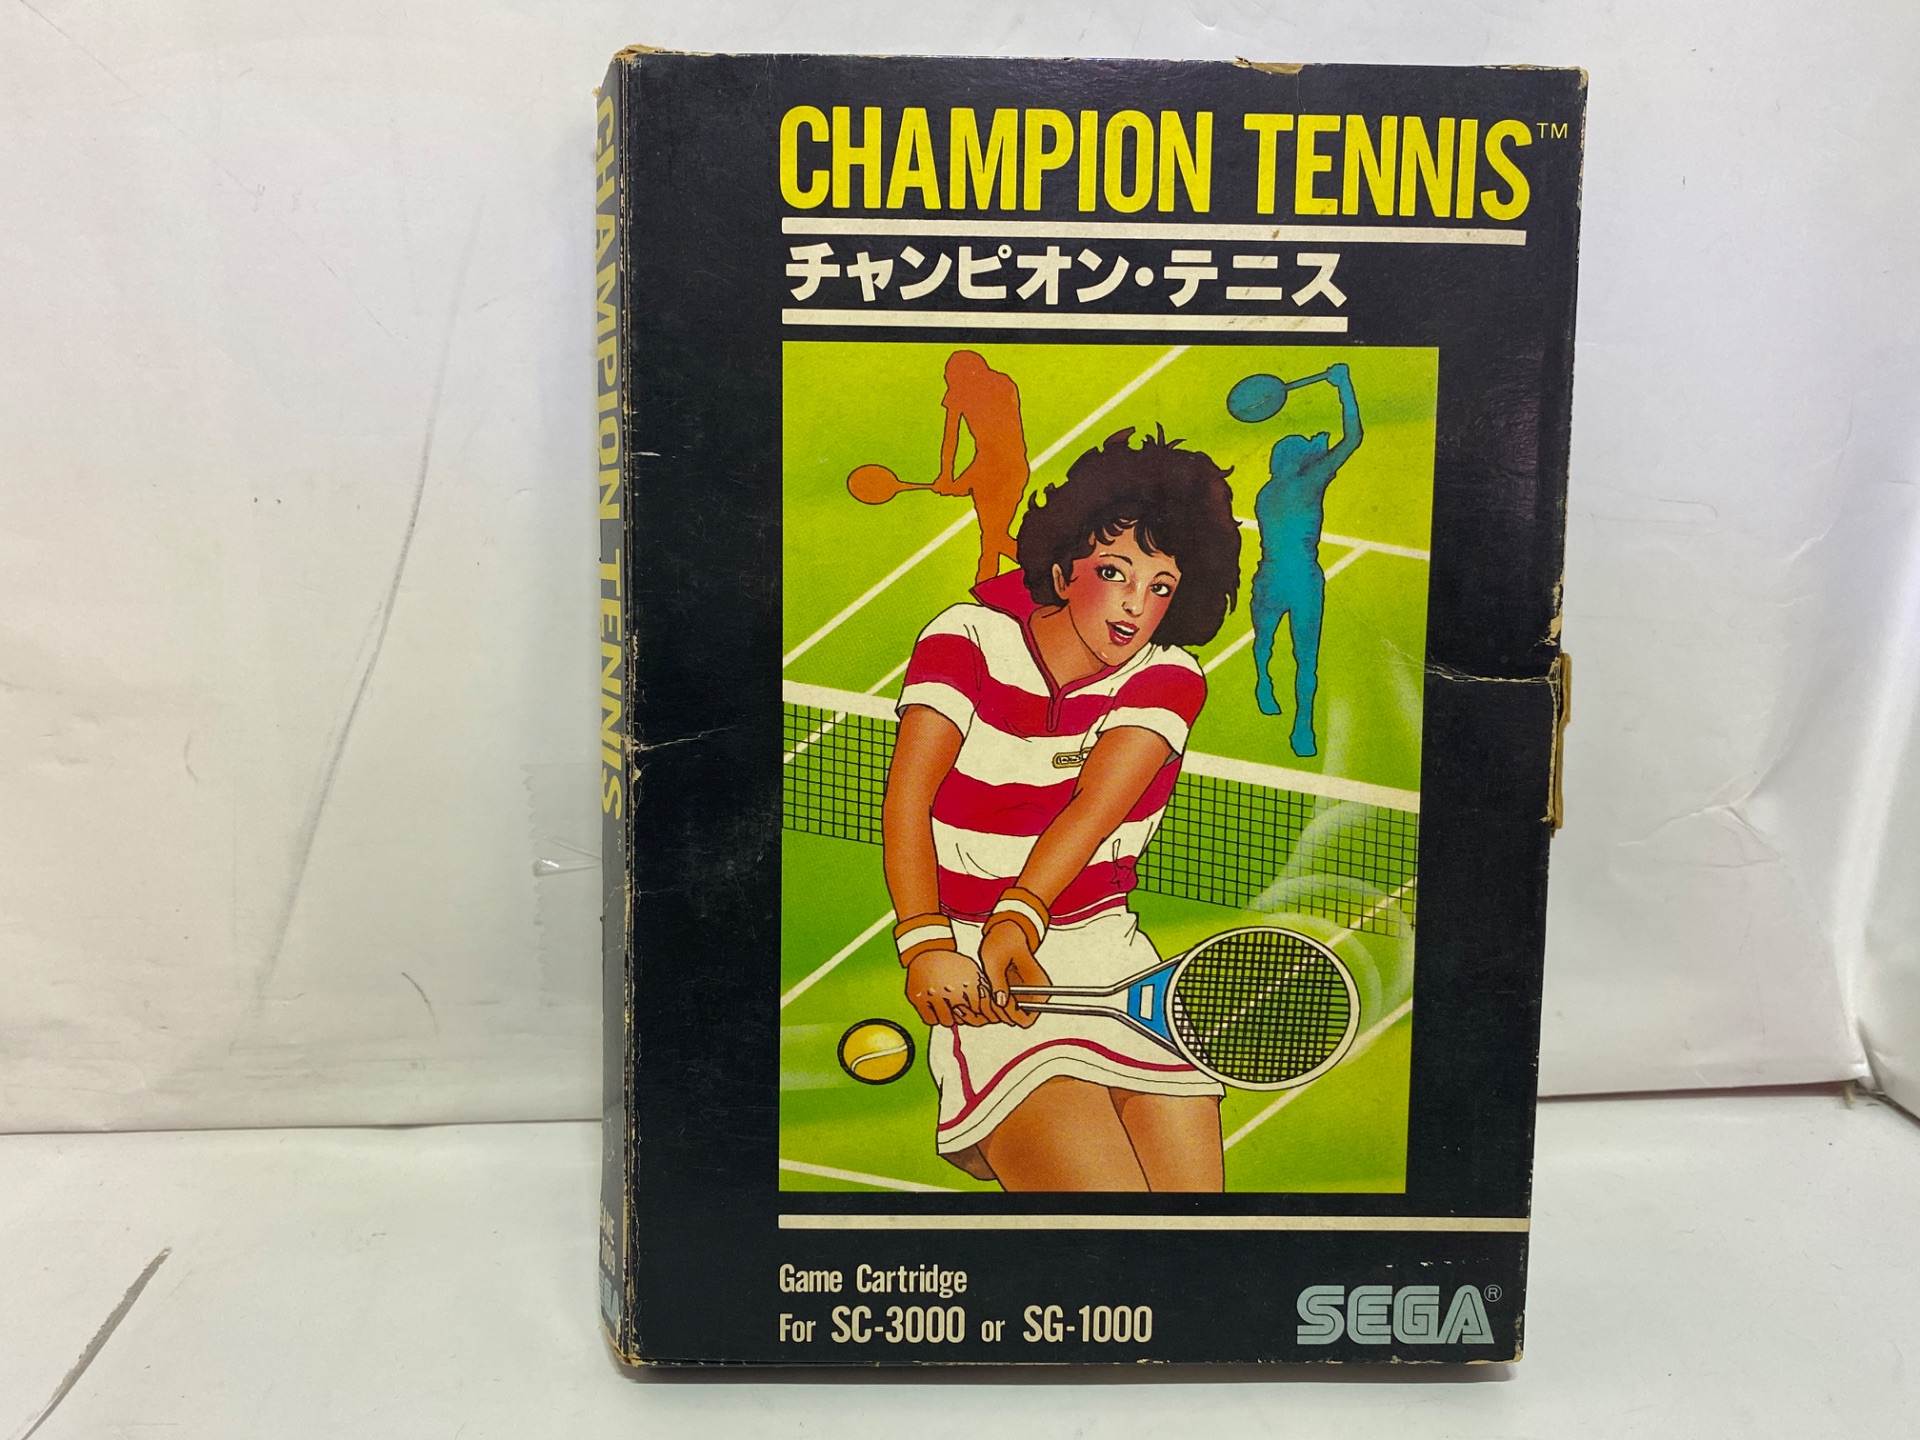 CHAMPION TENNIS™
チャンピオン・テニス
Game Cartridge
For SC-3000 or SG-1000
SEGA®
CHAMPION TENNIS
GAME
SEGA